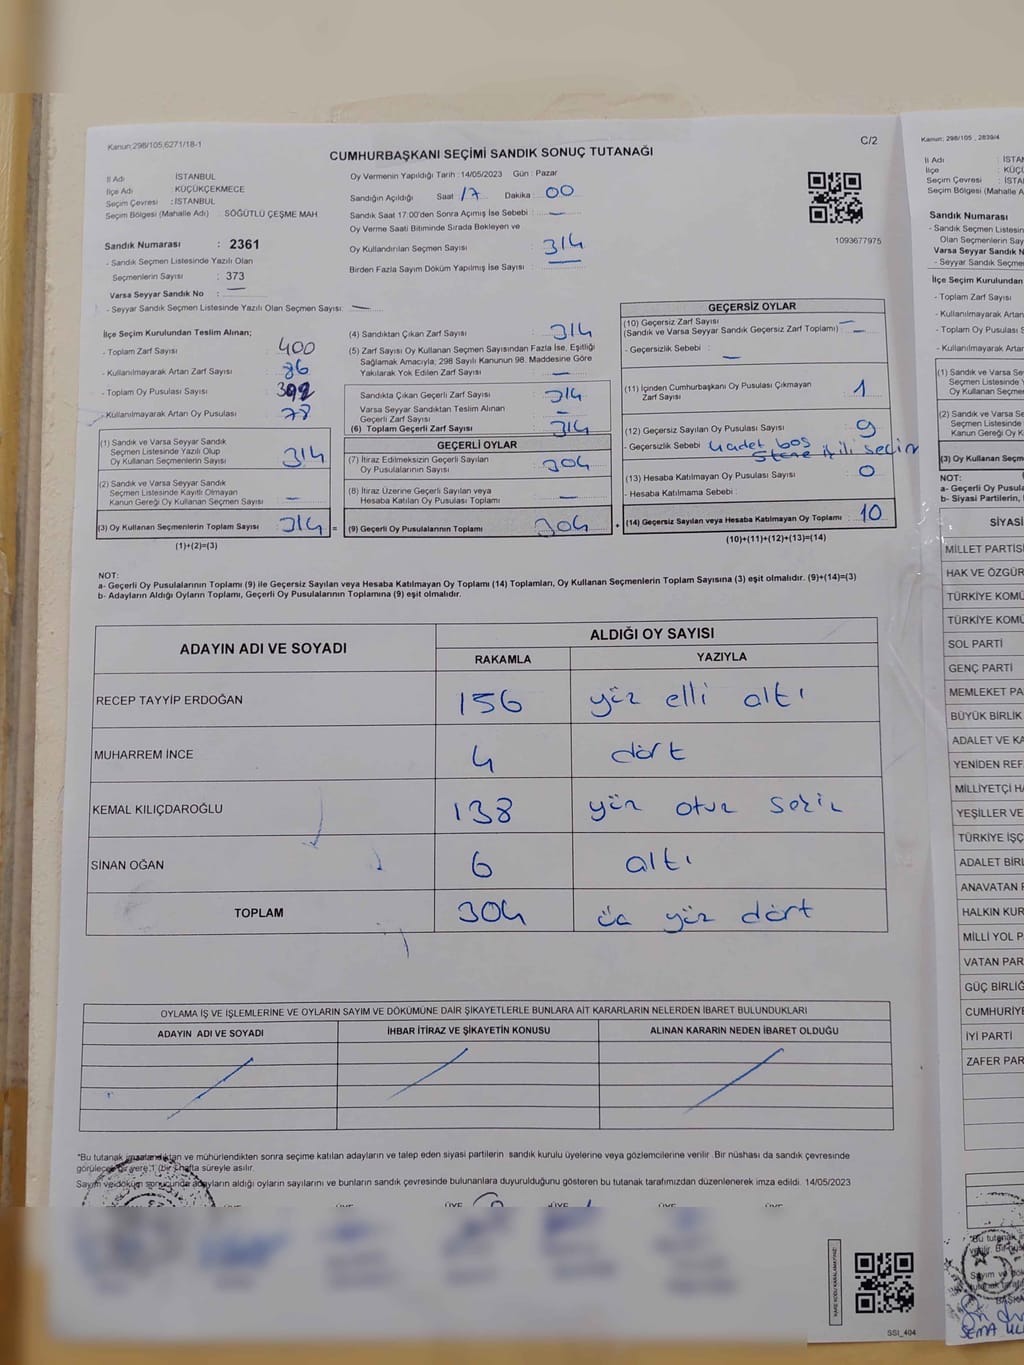 Kanun:298/105,6271/18-1
C/2
CUMHURBAŞKANI SEÇİMİ SANDIK SONUÇ TUTANAĞI
İl Adı : İSTANBUL
İlçe Adı : KÜÇÜKÇEKMECE
Seçim Çevresi : İSTANBUL
Seçim Bölgesi (Mahalle Adı) : SÖĞÜTLÜ ÇEŞME MAH
Sandık Numarası : 2361
- Sandık Seçmen Listesinde Yazılı Olan
Seçmenlerin Sayısı : 373
Varsa Seyyar Sandık No : —
- Seyyar Sandık Seçmen Listesinde Yazılı Olan Seçmen Sayısı: —
Oy Vermenin Yapıldığı Tarih : 14/05/2023 Gün : Pazar
Sandığın Açıldığı Saat : 17 Dakika : 00
Sandık Saat 17:00'den Sonra Açımış İse Sebebi : —
Oy Verme Saati Bitiminde Sırada Bekleyen ve
Oy Kullandırılan Seçmen Sayısı : 314
Birden Fazla Sayım Döküm Yapılmış İse Sayısı : —
1093677975
İlçe Seçim Kurulundan Teslim Alınan;
- Toplam Zarf Sayısı : 400
- Kullanılmayarak Artan Zarf Sayısı : 86
- Toplam Oy Pusulası Sayısı : 392
- Kullanılmayarak Artan Oy Pusulası : 78
(1) Sandık ve Varsa Seyyar Sandık
Seçmen Listesinde Yazılı Olup
Oy Kullanan Seçmenlerin Sayısı : 314
(2) Sandık ve Varsa Seyyar Sandık
Seçmen Listesinde Kayıtlı Olmayan
Kanun Gereği Oy Kullanan Seçmen Sayısı : —
(3) Oy Kullanan Seçmenlerin Toplam Sayısı : 314 =
(1)+(2)=(3)
(4) Sandıktan Çıkan Zarf Sayısı : 314
(5) Zarf Sayısı Oy Kullanan Seçmen Sayısından Fazla İse, Eşitliği
Sağlamak Amacıyla, 298 Sayılı Kanunun 98. Maddesine Göre
Yakılarak Yok Edilen Zarf Sayısı : —
Sandıkta Çıkan Geçerli Zarf Sayısı : 314
Varsa Seyyar Sandıktan Teslim Alınan
Geçerli Zarf Sayısı : —
(6) Toplam Geçerli Zarf Sayısı : 314
GEÇERLİ OYLAR
(7) İtiraz Edilmeksizin Geçerli Sayılan
Oy Pusulalarının Sayısı : 304
(8) İtiraz Üzerine Geçerli Sayılan veya
Hesaba Katılan Oy Pusulası Toplamı : —
(9) Geçerli Oy Pusulalarının Toplamı : 304 +
GEÇERSİZ OYLAR
(10) Geçersiz Zarf Sayısı : —
(Sandık ve Varsa Seyyar Sandık Geçersiz Zarf Toplamı) —
- Geçersizlik Sebebi : —
(11) İçinden Cumhurbaşkanı Oy Pusulası Çıkmayan
Zarf Sayısı : 1
(12) Geçersiz Sayılan Oy Pusulası Sayısı : 9
- Geçersizlik Sebebi : 4 adet boş
ikili seçim
(13) Hesaba Katılmayan Oy Pusulası Sayısı : 0
- Hesaba Katılmama Sebebi :
(14) Geçersiz Sayılan veya Hesaba Katılmayan Oy Toplamı : 10
(10)+(11)+(12)+(13)=(14)
NOT:
a- Geçerli Oy Pusulalarının Toplamı (9) ile Geçersiz Sayılan veya Hesaba Katılmayan Oy Toplamı (14) Toplamları, Oy Kullanan Seçmenlerin Toplam Sayısına (3) eşit olmalıdır. (9)+(14)=(3)
b- Adayların Aldığı Oyların Toplamı, Geçerli Oy Pusulalarının Toplamına (9) eşit olmalıdır.
ADAYIN ADI VE SOYADI ALDIĞI OY SAYISI
RAKAMLA YAZIYLA
RECEP TAYYİP ERDOĞAN 156 yüz elli altı
MUHARREM İNCE 4 dört
KEMAL KILIÇDAROĞLU 138 yüz otuz sekiz
SİNAN OĞAN 6 altı
TOPLAM 304 üç yüz dört
OYLAMA İŞ VE İŞLEMLERİNE VE OYLARIN SAYIM VE DÖKÜMÜNE DAİR ŞİKAYETLERLE BUNLARA AİT KARARLARIN NELERDEN İBARET BULUNDUKLARI
ADAYIN ADI VE SOYADI İHBAR İTİRAZ VE ŞİKAYETİN KONUSU ALINAN KARARIN NEDEN İBARET OLDUĞU
*Bu tutanak imzalandıktan ve mühürlendikten sonra seçime katılan adayların ve talep eden siyasi partilerin sandık kurulu üyelerine veya gözlemcilerine verilir .Bir nüshası da sandık çevresinde
görülecek bir yere 1 (bir) hafta süreyle asılır.
Sayım ve döküm sonucunda adayların aldığı oyların sayılarını ve bunların sandık çevresinde bulunanlara duyurulduğunu gösteren bu tutanak tarafımızdan düzenlenerek imza edildi. 14/05/2023
ÜYE ÜYE ÜYE ÜYE
SSI_404
Kanun: 298/105 , 2839/4
İl Adı : İSTAN
İlçe : KÜÇÜ
Seçim Çevresi : İSTA
Seçim Bölgesi (Mahalle A
Sandık Numarası
- Sandık Seçmen Listesin
Olan Seçmenlerin Sayı
Varsa Seyyar Sandık N
- Seyyar Sandık Seçme
İlçe Seçim Kurulundan
- Toplam Zarf Sayısı
- Kullanılmayarak Artan
- Toplam Oy Pusulası S
- Kullanılmayarak Artan
(1) Sandık ve Varsa Se
Seçmen Listesinde Y
Oy Kullanan Seçme
(2) Sandık ve Varsa S
Seçmen Listesinde
Kanun Gereği Oy K
(3) Oy Kullanan Seçm
NOT:
a- Geçerli Oy Pusula
b- Siyasi Partilerin,
SİYASİ
MİLLET PARTİSİ
HAK VE ÖZGÜR
TÜRKİYE KOMÜ
TÜRKİYE KOMÜ
SOL PARTİ
GENÇ PARTİ
MEMLEKET PA
BÜYÜK BİRLİK
ADALET VE KA
YENİDEN REF
MİLLİYETÇİ HA
YEŞİLLER VE
TÜRKİYE İŞÇ
ADALET BİRL
ANAVATAN P
HALKIN KUR
MİLLİ YOL P
VATAN PAR
GÜÇ BİRLİĞ
CUMHURİYE
İYİ PARTİ
ZAFER PAR